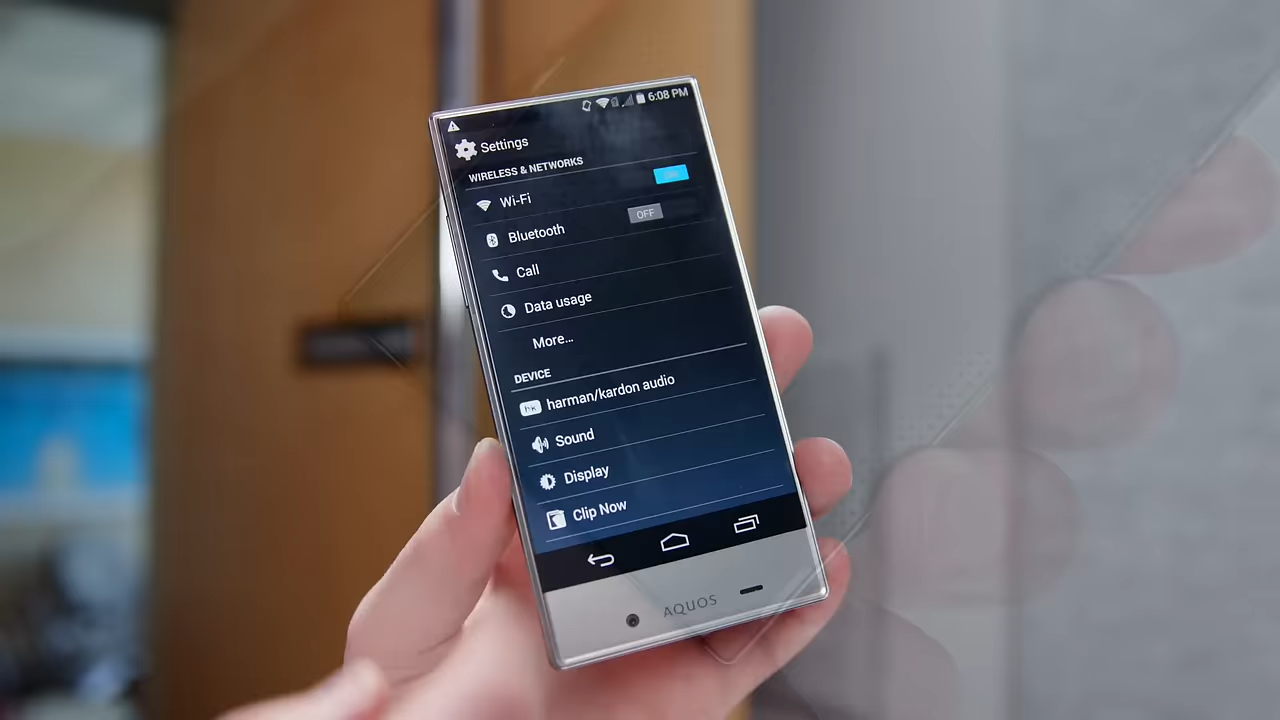 6:08 PM
Settings
WIRELESS & NETWORKS
Wi-Fi
Bluetooth
OFF
Call
Data usage
More...
DEVICE
hk harman/kardon audio
Sound
Display
Clip Now
AQUOS